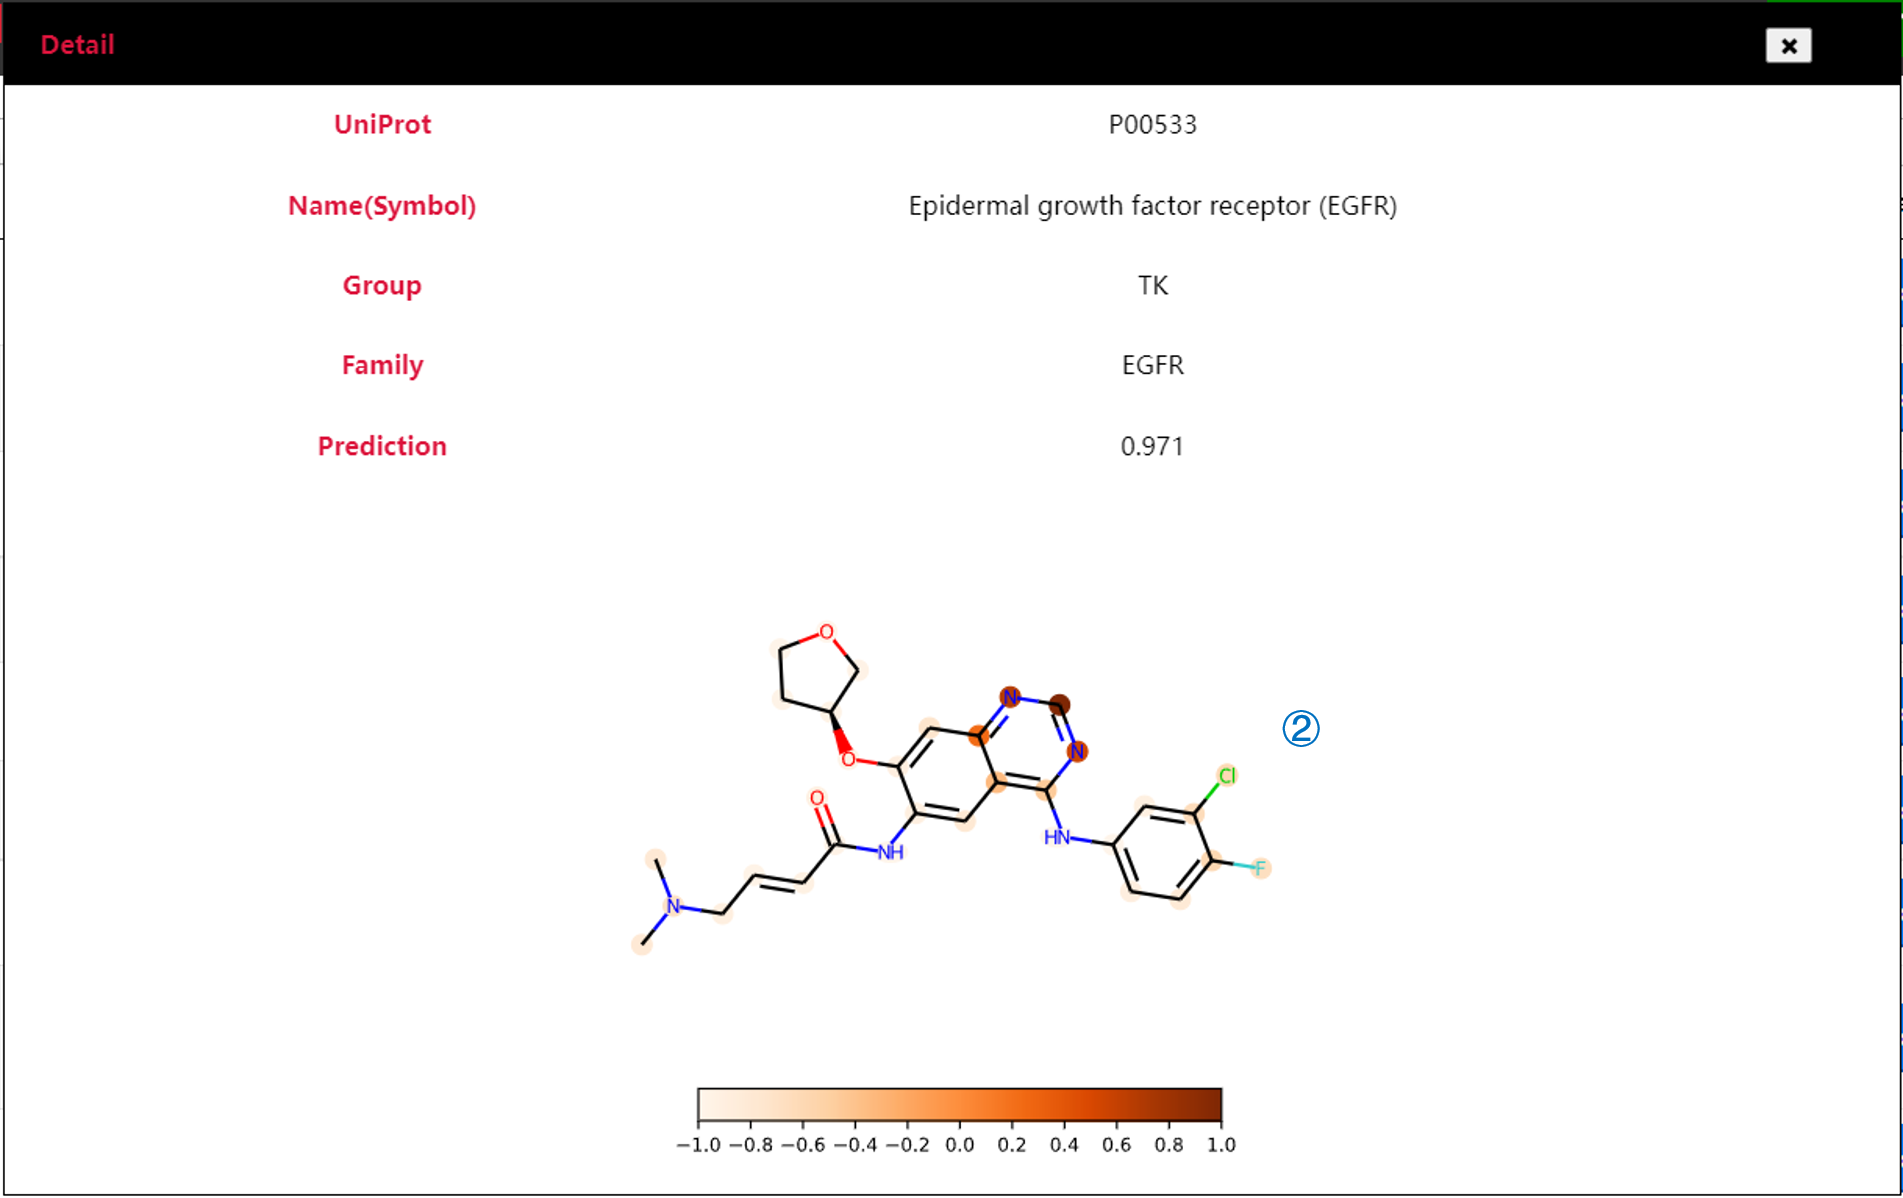 Detail
UniProt P00533
Name(Symbol) Epidermal growth factor receptor (EGFR)
Group TK
Family EGFR
Prediction 0.971
O
N
②
N
O
Cl
O
HN
NH
F
N
−1.0 −0.8 −0.6 −0.4 −0.2 0.0 0.2 0.4 0.6 0.8 1.0